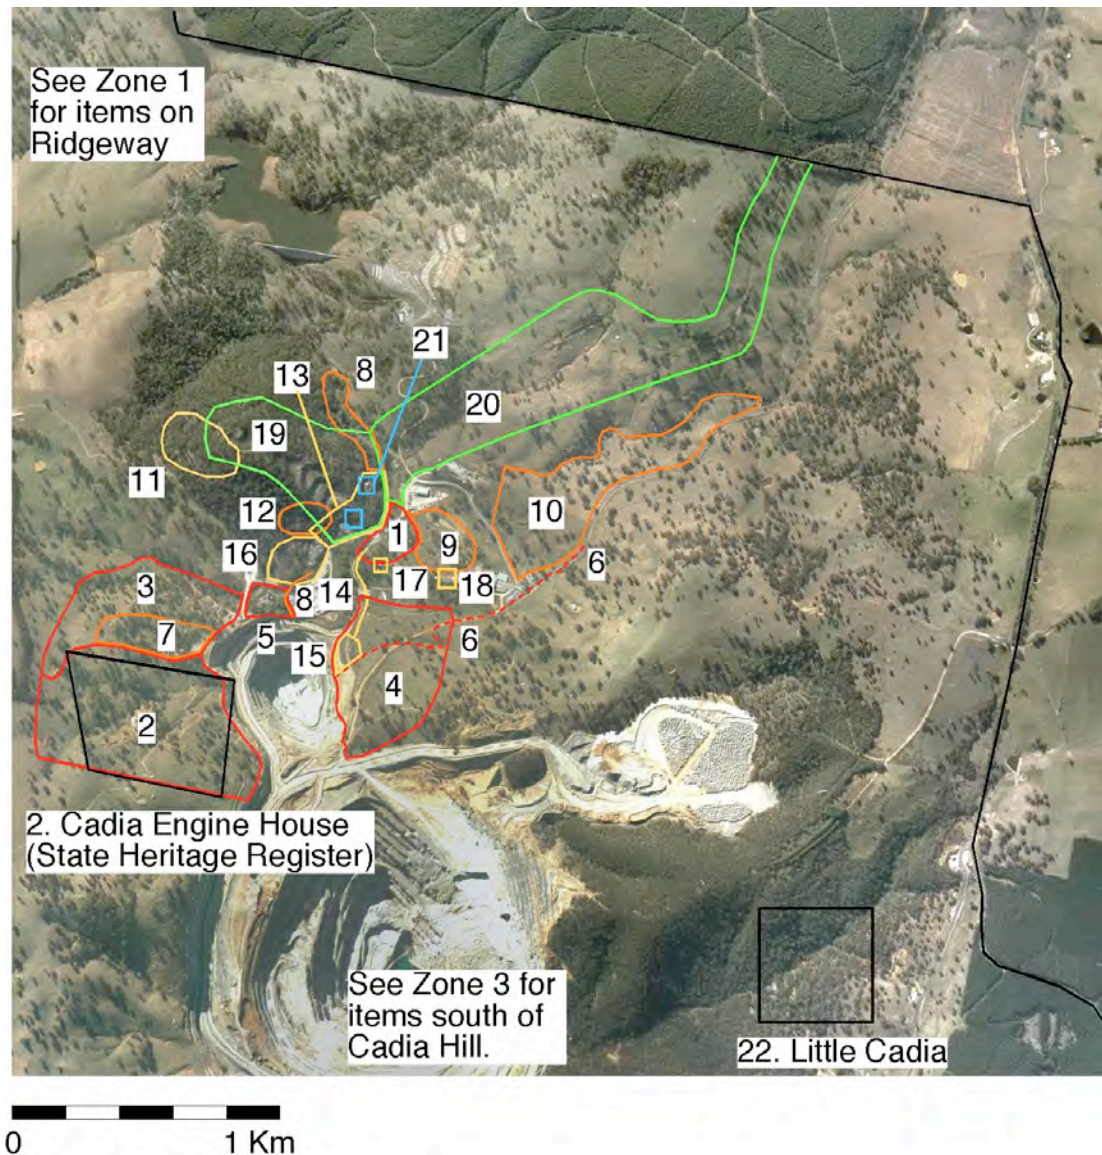 See Zone 1
for items on
Ridgeway
21
13
8
20
19
11
10
12
1
9
16
6
3
17
18
8
14
7
5
6
15
4
2
2. Cadia Engine House
(State Heritage Register)
See Zone 3 for
items south of
Cadia Hill.
22. Little Cadia
0
1 Km